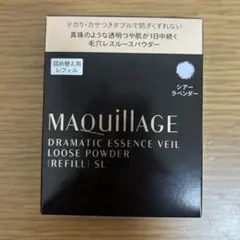 テカリ・カサつきダブルで防ぎくずれない
真珠のような透明つや肌が1日中続く
毛穴レスルースパウダー
詰め替え用
レフィル
シアー
ラベンダー
MAQuillAGE
DRAMATIC ESSENCE VEIL
LOOSE POWDER
(REFILL) SL